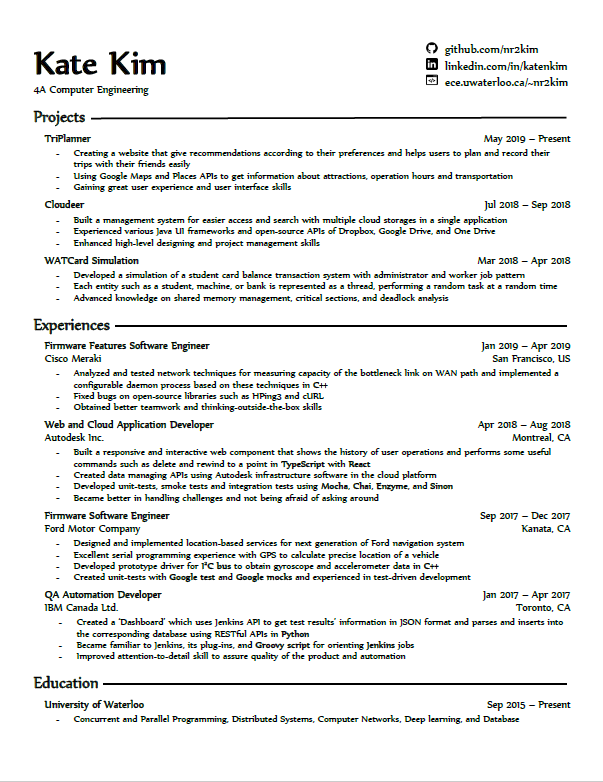 Kate Kim
4A Computer Engineering
github.com/nr2kim
linkedin.com/in/katenkim
ece.uwaterloo.ca/~nr2kim
Projects
TriPlanner May 2019 – Present
- Creating a website that give recommendations according to their preferences and helps users to plan and record their
trips with their friends easily
- Using Google Maps and Places APIs to get information about attractions, operation hours and transportation
- Gaining great user experience and user interface skills
Cloudeer Jul 2018 – Sep 2018
- Built a management system for easier access and search with multiple cloud storages in a single application
- Experienced various Java UI frameworks and open-source APIs of Dropbox, Google Drive, and One Drive
- Enhanced high-level designing and project management skills
WATCard Simulation Mar 2018 – Apr 2018
- Developed a simulation of a student card balance transaction system with administrator and worker job pattern
- Each entity such as a student, machine, or bank is represented as a thread, performing a random task at a random time
- Advanced knowledge on shared memory management, critical sections, and deadlock analysis
Experiences
Firmware Features Software Engineer Jan 2019 – Apr 2019
Cisco Meraki San Francisco, US
- Analyzed and tested network techniques for measuring capacity of the bottleneck link on WAN path and implemented a
configurable daemon process based on these techniques in C++
- Fixed bugs on open-source libraries such as HPing3 and cURL
- Obtained better teamwork and thinking-outside-the-box skills
Web and Cloud Application Developer Apr 2018 – Aug 2018
Autodesk Inc. Montreal, CA
- Built a responsive and interactive web component that shows the history of user operations and performs some useful
commands such as delete and rewind to a point in TypeScript with React
- Created data managing APIs using Autodesk infrastructure software in the cloud platform
- Developed unit-tests, smoke tests and integration tests using Mocha, Chai, Enzyme, and Sinon
- Became better in handling challenges and not being afraid of asking around
Firmware Software Engineer Sep 2017 – Dec 2017
Ford Motor Company Kanata, CA
- Designed and implemented location-based services for next generation of Ford navigation system
- Excellent serial programming experience with GPS to calculate precise location of a vehicle
- Developed prototype driver for I²C bus to obtain gyroscope and accelerometer data in C++
- Created unit-tests with Google test and Google mocks and experienced in test-driven development
QA Automation Developer Jan 2017 – Apr 2017
IBM Canada Ltd. Toronto, CA
- Created a ‘Dashboard’ which uses Jenkins API to get test results’ information in JSON format and parses and inserts into
the corresponding database using RESTful APIs in Python
- Became familiar to Jenkins, its plug-ins, and Groovy script for orienting Jenkins jobs
- Improved attention-to-detail skill to assure quality of the product and automation
Education
University of Waterloo Sep 2015 – Present
- Concurrent and Parallel Programming, Distributed Systems, Computer Networks, Deep learning, and Database